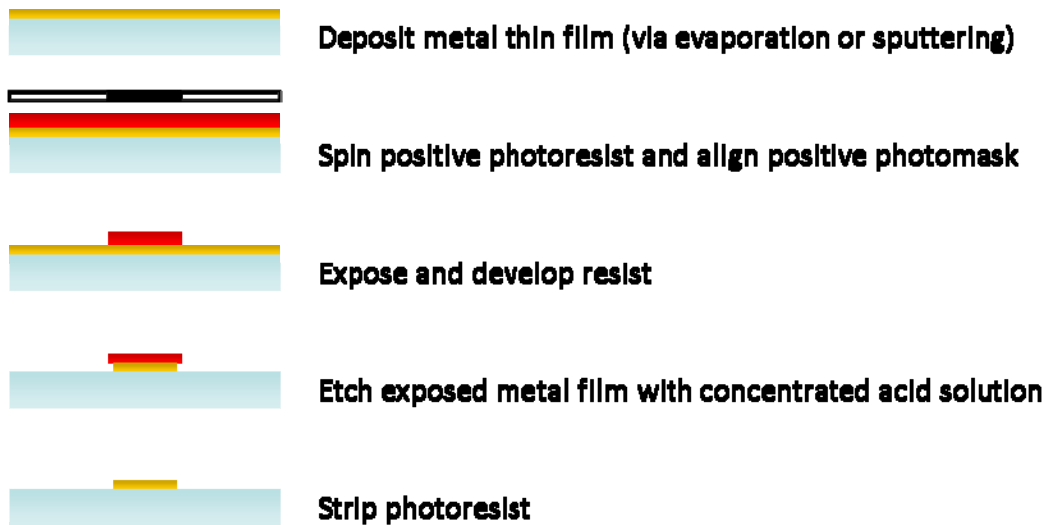 Deposit metal thin film (via evaporation or sputtering)
Spin positive photoresist and align positive photomask
Expose and develop resist
Etch exposed metal film with concentrated acid solution
Strip photoresist